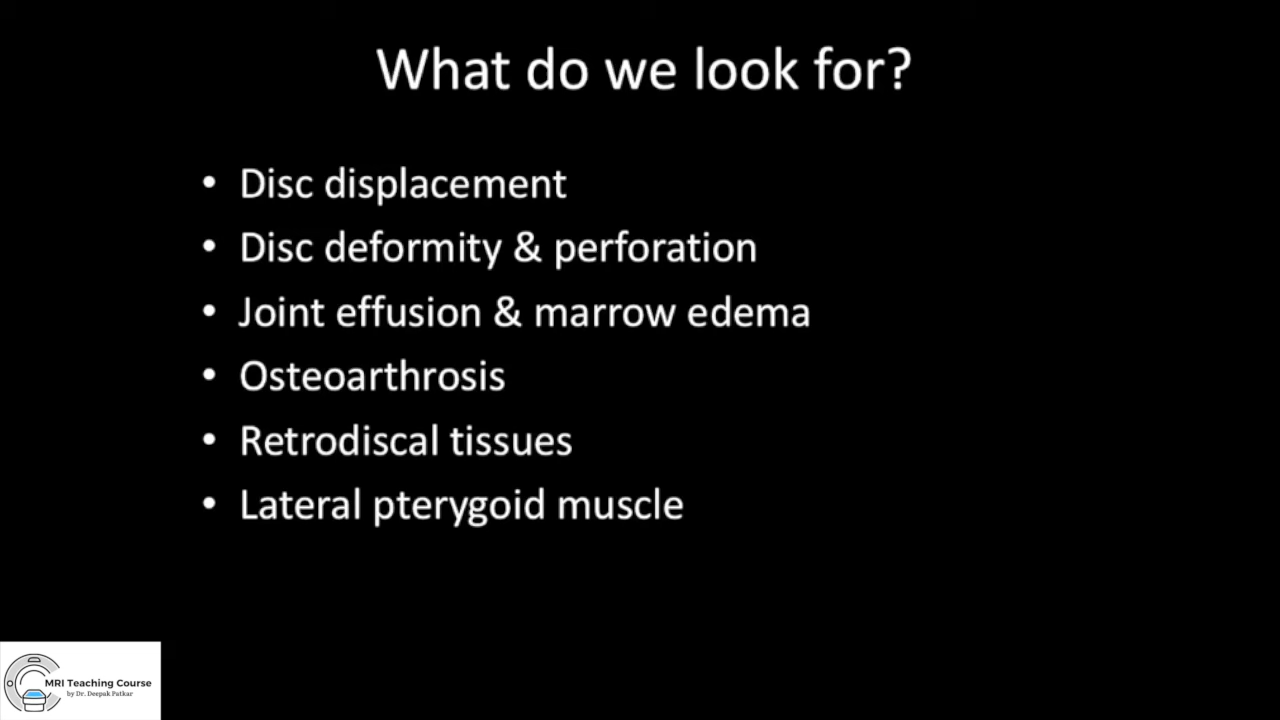 What do we look for?
• Disc displacement
• Disc deformity & perforation
• Joint effusion & marrow edema
• Osteoarthrosis
• Retrodiscal tissues
• Lateral pterygoid muscle
MRI Teaching Course
by Dr. Deepak Patkar